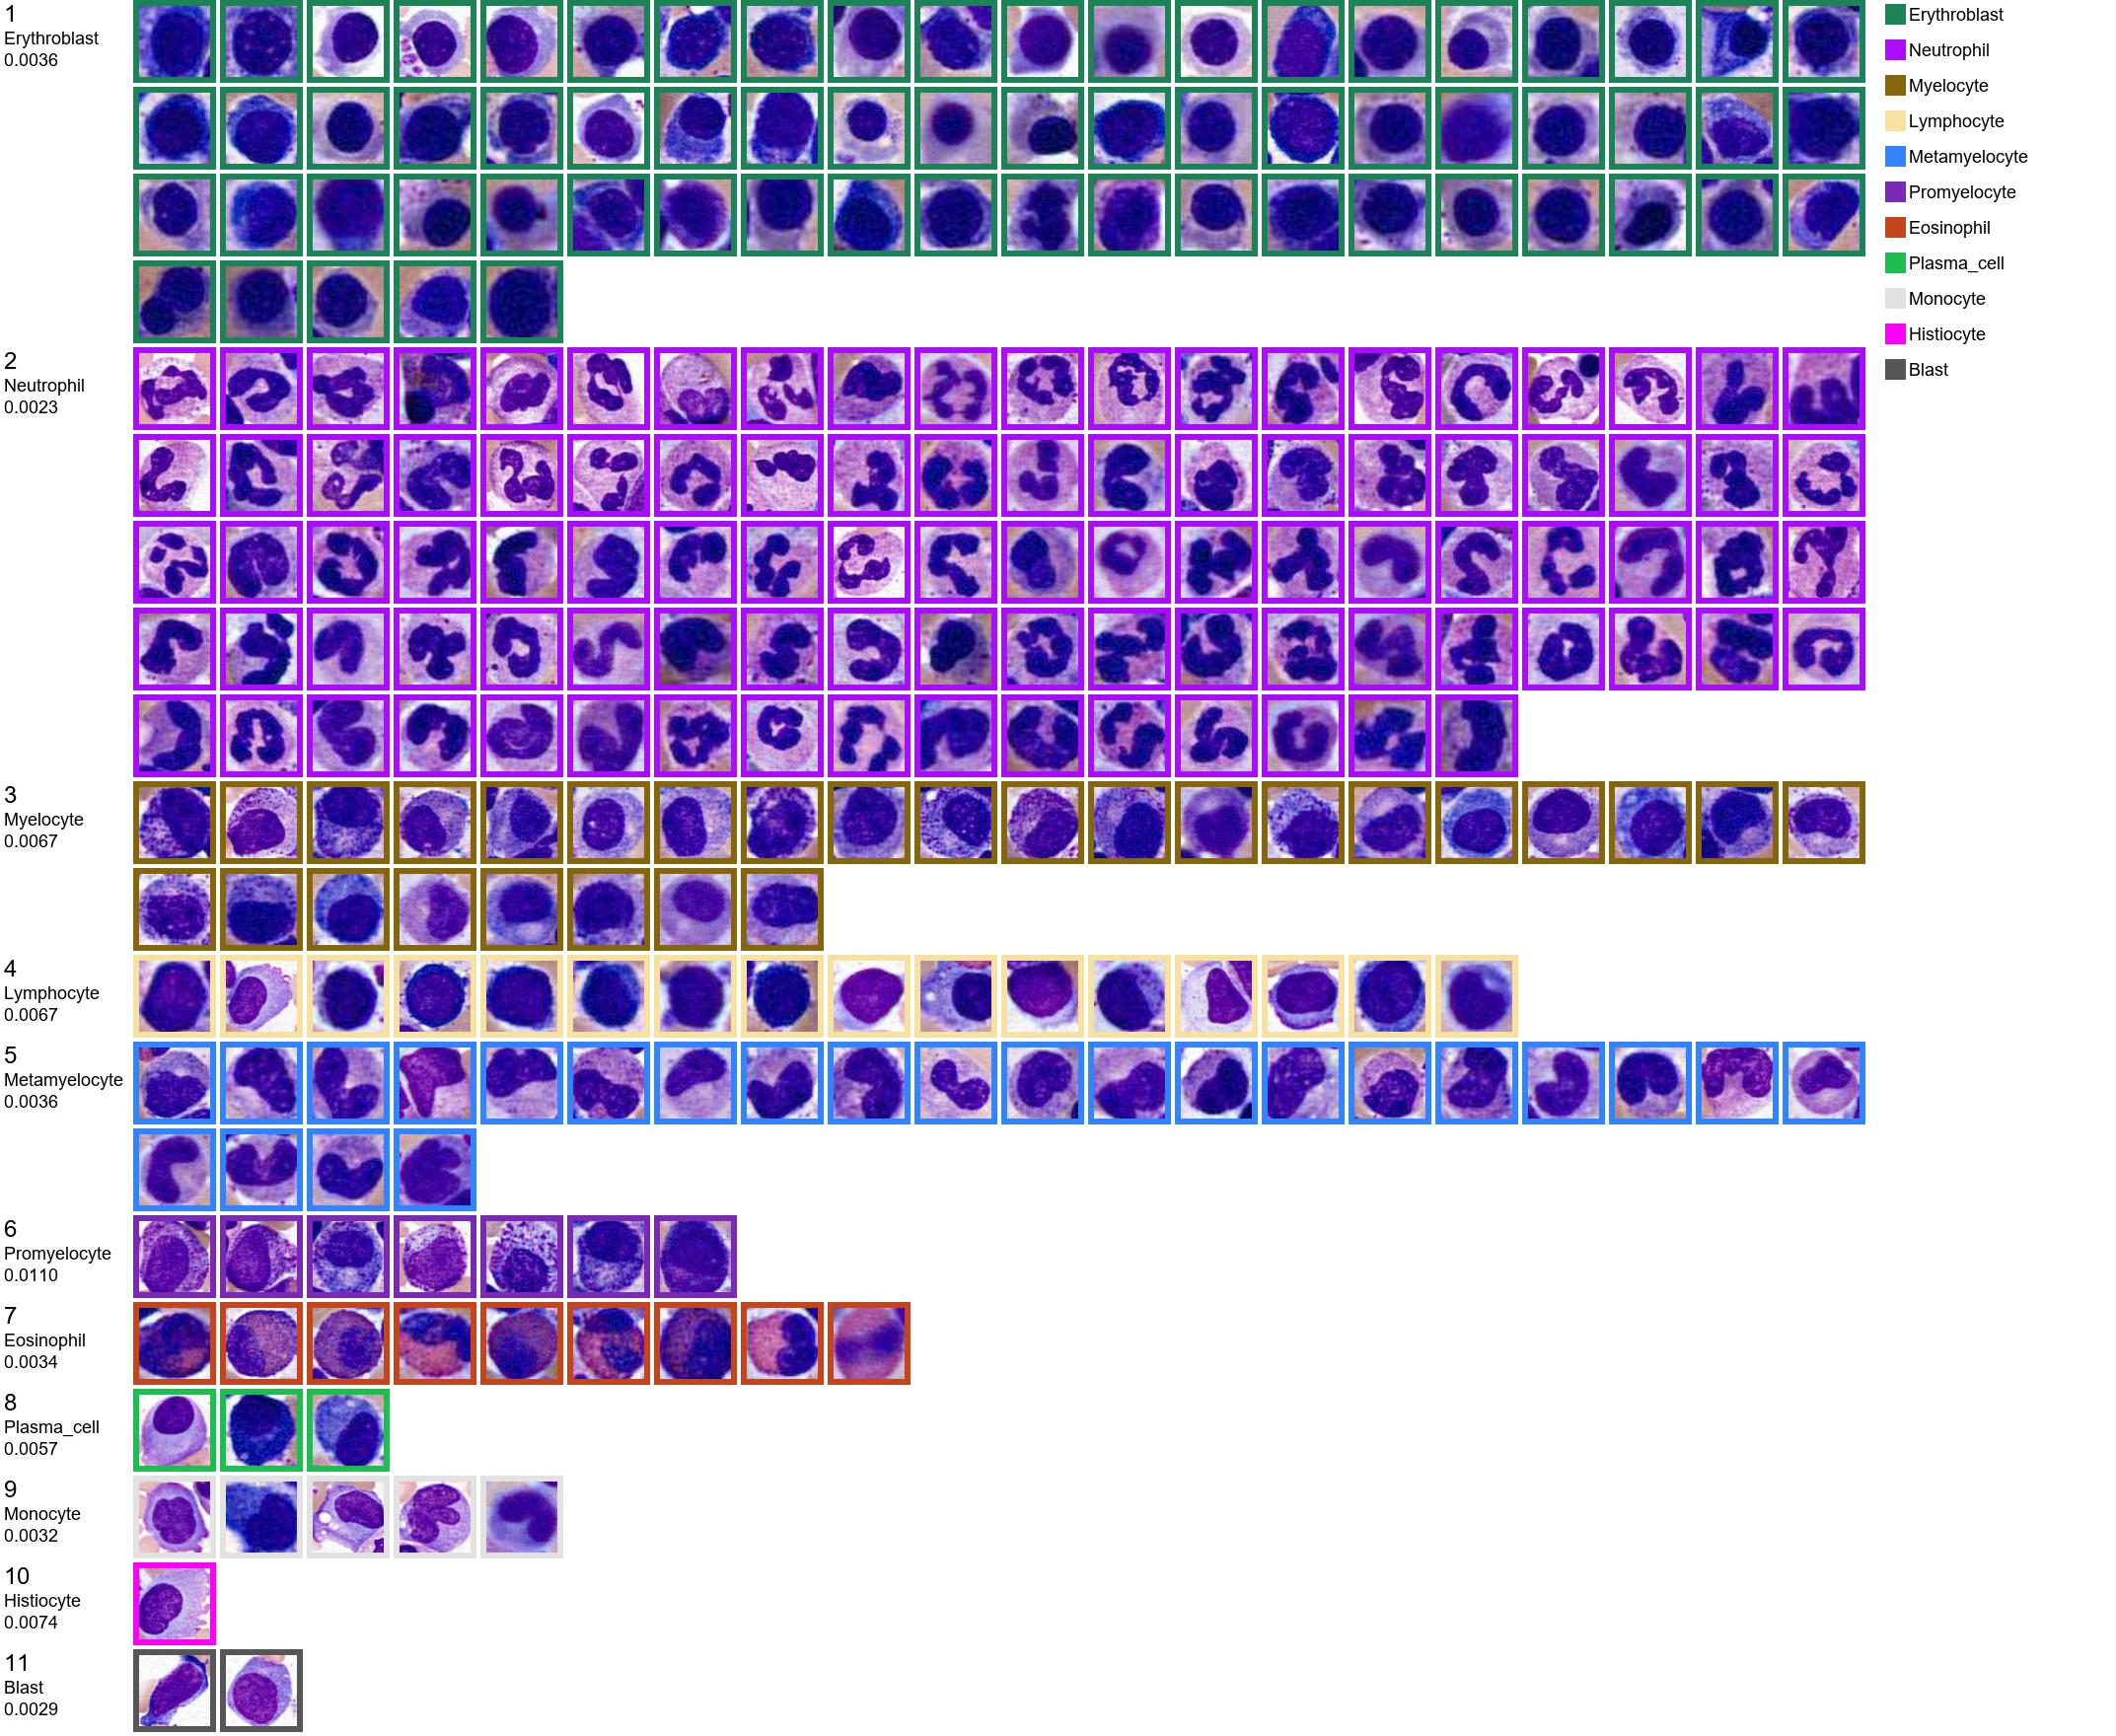 1
Erythroblast
0.0036
2
Neutrophil
0.0023
3
Myelocyte
0.0067
4
Lymphocyte
0.0067
5
Metamyelocyte
0.0036
6
Promyelocyte
0.0110
7
Eosinophil
0.0034
8
Plasma_cell
0.0057
9
Monocyte
0.0032
10
Histiocyte
0.0074
11
Blast
0.0029
Erythroblast
Neutrophil
Myelocyte
Lymphocyte
Metamyelocyte
Promyelocyte
Eosinophil
Plasma_cell
Monocyte
Histiocyte
Blast